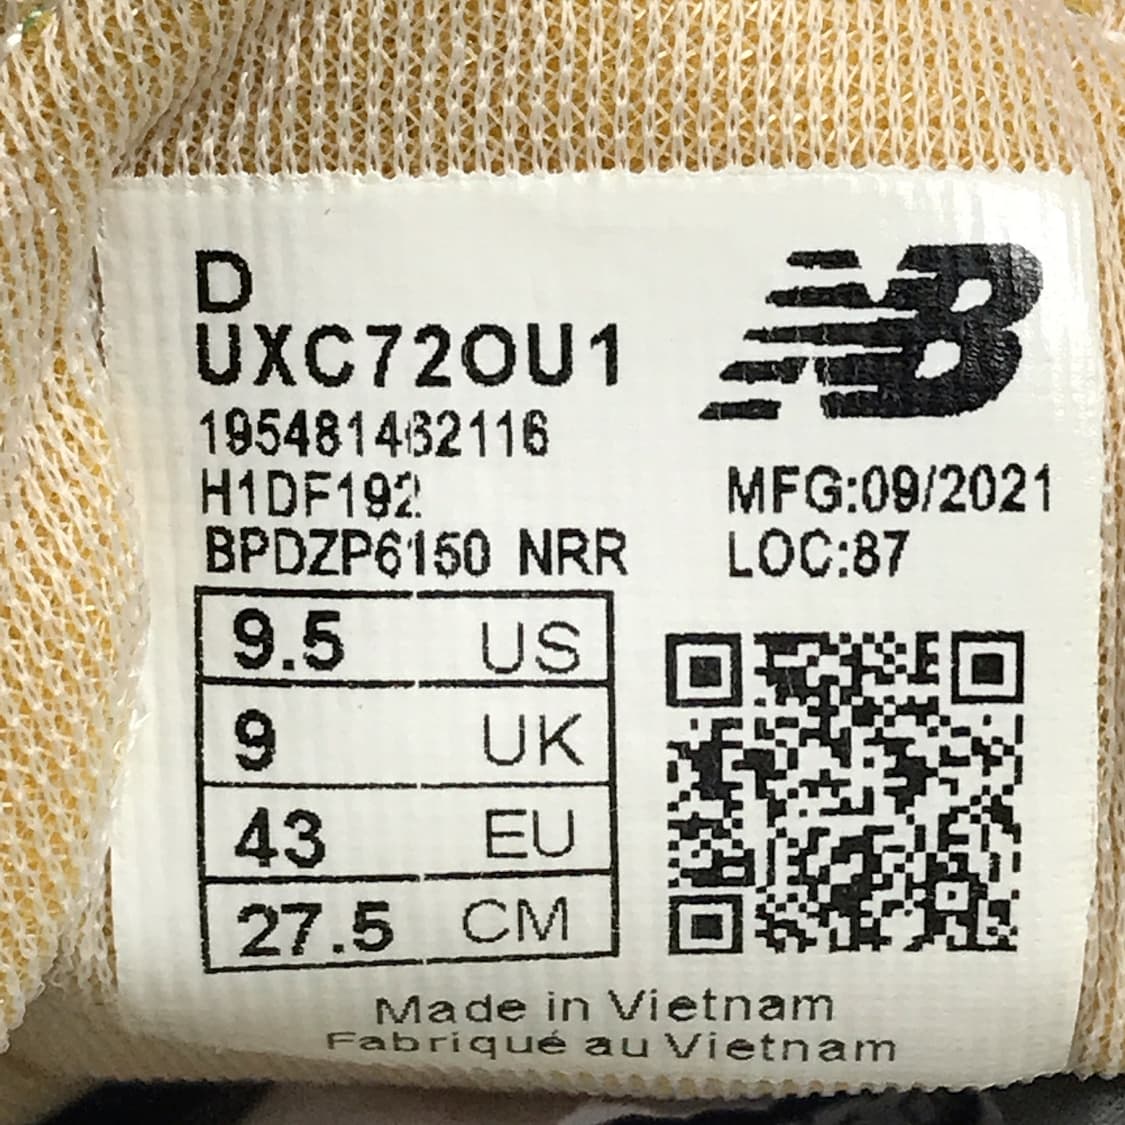 D
UXC72OU1
195481462116
H1DF192
BPDZP6150 NRR
NB
MFG:09/2021
LOC:87
9.5 US
9 UK
43 EU
27.5 CM
Made in Vietnam
Fabriqué au Vietnam